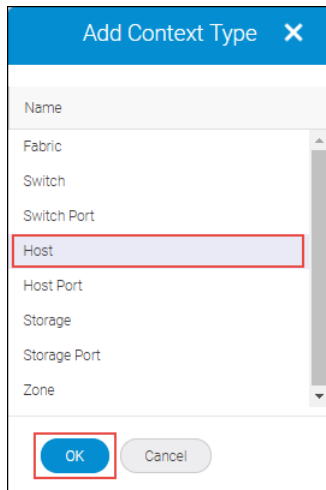 Add Context Type
Name
Fabric
Switch
Switch Port
Host
Host Port
Storage
Storage Port
Zone
OK Cancel